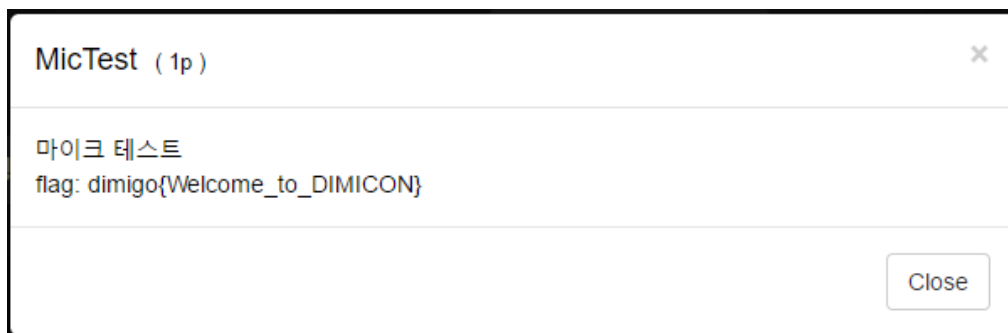 MicTest ( 1p )
×
마이크 테스트
flag: dimigo{Welcome_to_DIMICON}
Close